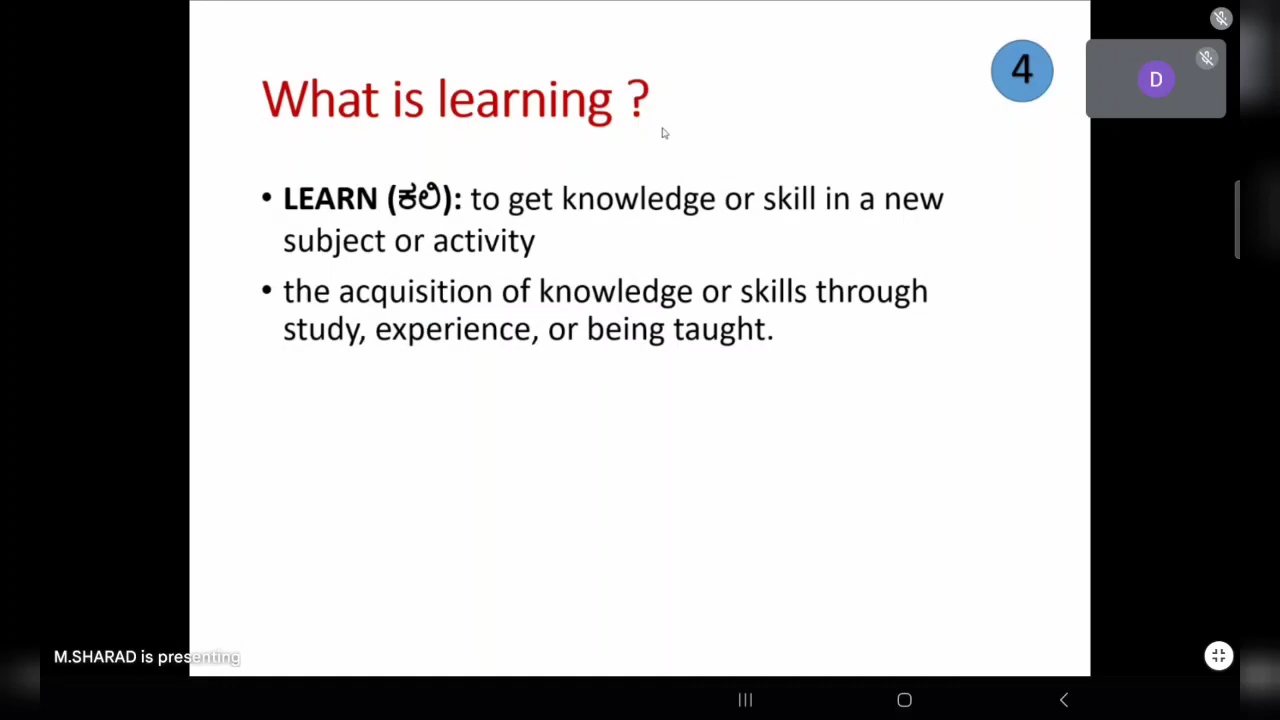 4
D
What is learning ?
• LEARN (ಕಲಿ): to get knowledge or skill in a new
subject or activity
• the acquisition of knowledge or skills through
study, experience, or being taught.
M.SHARAD is presenting